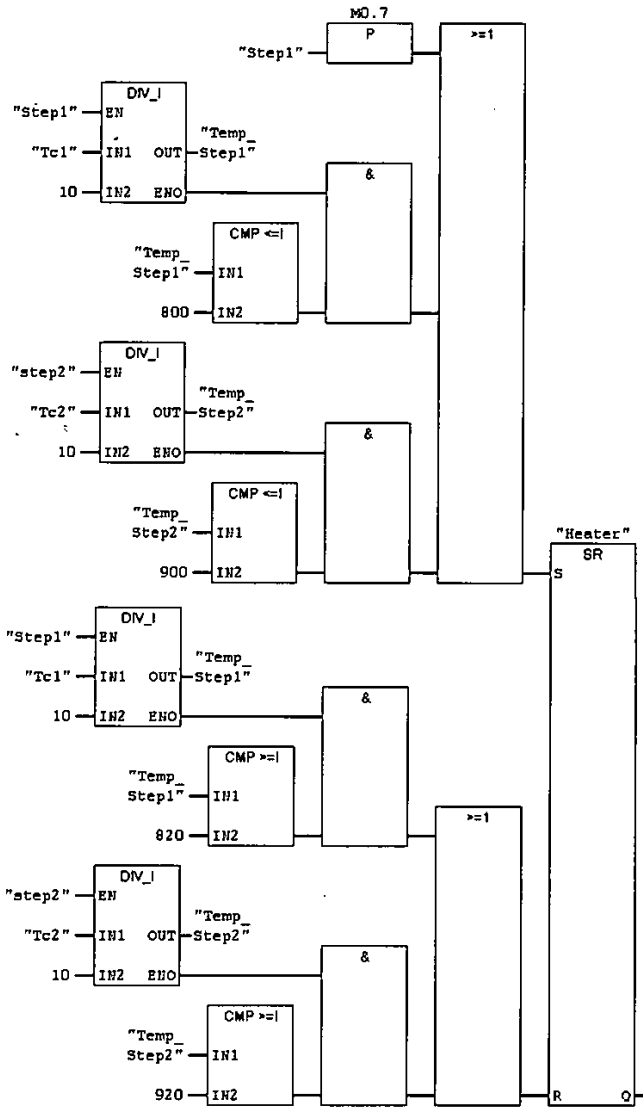 M0.7
P
>=1
"Step1"
DIV_I
"Step1" EN
"Temp_
"Tc1" IN1 OUT Step1"
10 IN2 ENO
&
CMP <=I
"Temp_
Step1" IN1
800 IN2
DIV_I
"step2" EN
"Temp_
"Tc2" IN1 OUT Step2"
10 IN2 ENO
&
CMP <=I
"Temp_
Step2" IN1
900 IN2
"Heater"
SR
S
DIV_I
"Step1" EN
"Temp_
"Tc1" IN1 OUT Step1"
10 IN2 ENO
&
CMP >=I
"Temp_
Step1" IN1
820 IN2
>=1
DIV_I
"step2" EN
"Temp_
"Tc2" IN1 OUT Step2"
10 IN2 ENO
&
CMP >=I
"Temp_
Step2" IN1
920 IN2
R Q